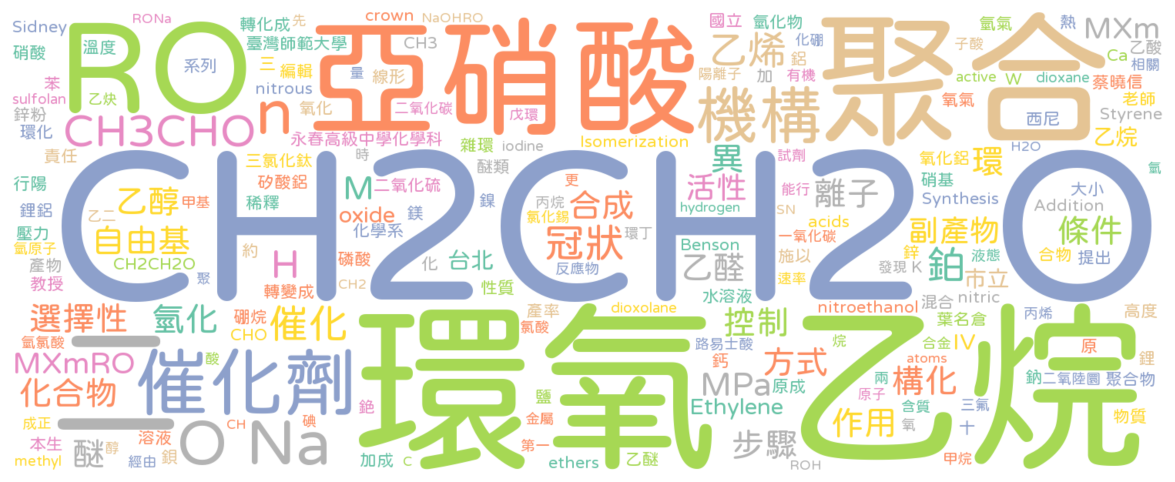 RONa
crown
NaOHRO
先
Sidney
轉化成
國立
氫化物
氫氣
熱
MXm
硝酸
溫度
臺灣師範大學
CH3
化硼
子酸
乙酸
RO
亞硝酸
乙烯
鋁
聚合
Ca
相關
系列
三
編輯
量
線形
陽離子
加
有機
active
W
dioxane
蔡曉信
苯
nitrous
sulfolan
乙炔
n
氧化
二氧化碳
戊環
機構
氧氣
老師
鋅粉
Styrene
西尼
CH3CHO
永春高級中學化學科
環化
雜環
iodine
Isomerization
乙烷
責任
三氯化鈦
時
醚類
異
試劑
氧化鋁
環
H2O
CH2CH2O
矽酸鋁
更
氫
行陽
乙醇
M
二氧化硫
鎂
鎳
丙烷
合成
活性
能行
離子
硝基
大小
乙二
甲基
稀釋
氯化錫
hydrogen
SN
acids
Synthesis
Addition
鋰鋁
oxide
化學系
冠狀
環丁
一氧化碳
副產物
條件
壓力
自由基
Benson
氫原子
約
磷酸
化
台北
乙醛
施以
鋅
合物
提出
產物
CH2CH2O
H
反應物
發現
K
鉑
液態
教授
聚
轉變成
CH2
性質
水溶液
速率
市立
選擇性
氫化
硼烷
催化
產率
dioxolane
nitroethanol
混合
nitric
丙烯
高度
氯酸
控制
葉名倉
CHO
環氧乙烷
路易士酸
合金
IV
原
氫氯酸
MXmRO
酸
催化劑
鈣
方式
烷
atoms
甲烷
鋰
化合物
MPa
原成
兩
構化
鈉
二氧陸圜
聚合物
鹽
Ethylene
原子
含質
三氟
成正
銫
金屬
作用
氧
十
物質
本生
醚
溶液
醇
O
CH
Na
碘
第一
步驟
methyl
經由
鋇
加成
C
ethers
乙醚
ROH